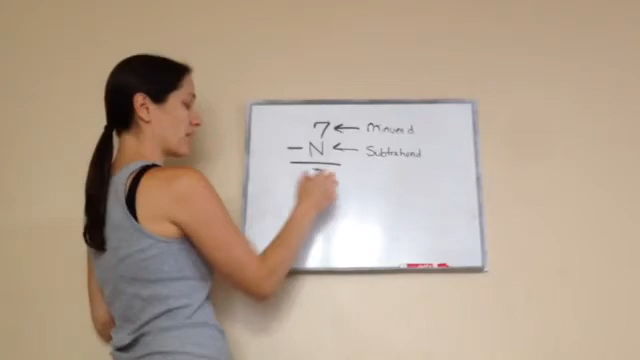 7 ← Minuend
- N ← Subtrahend